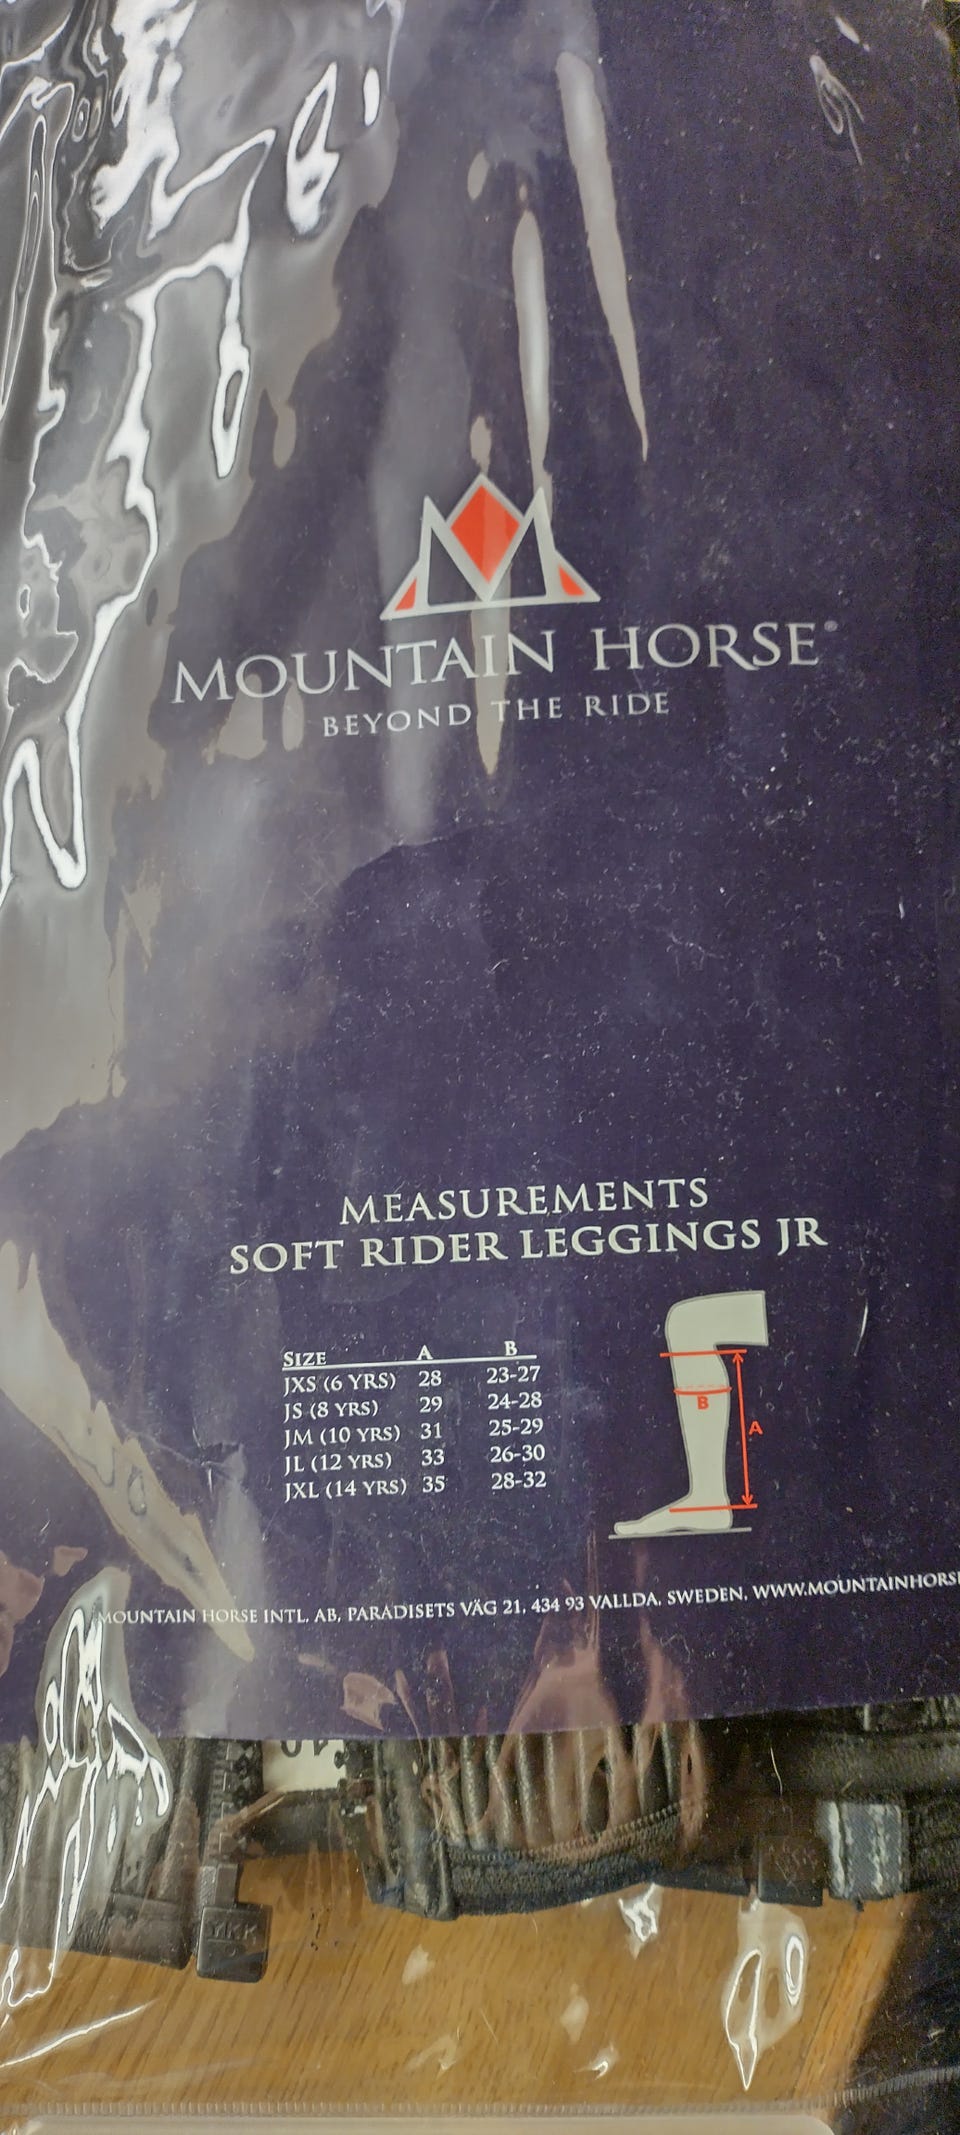 MOUNTAIN HORSE®
BEYOND THE RIDE
MEASUREMENTS
SOFT RIDER LEGGINGS JR
SIZE A B
JXS (6 YRS) 28 23-27
JS (8 YRS) 29 24-28
JM (10 YRS) 31 25-29
JL (12 YRS) 33 26-30
JXL (14 YRS) 35 28-32
B
A
MOUNTAIN HORSE INTL. AB, PARADISETS VÄG 21, 434 93 VALLDA, SWEDEN, WWW.MOUNTAINHORSE
YKK